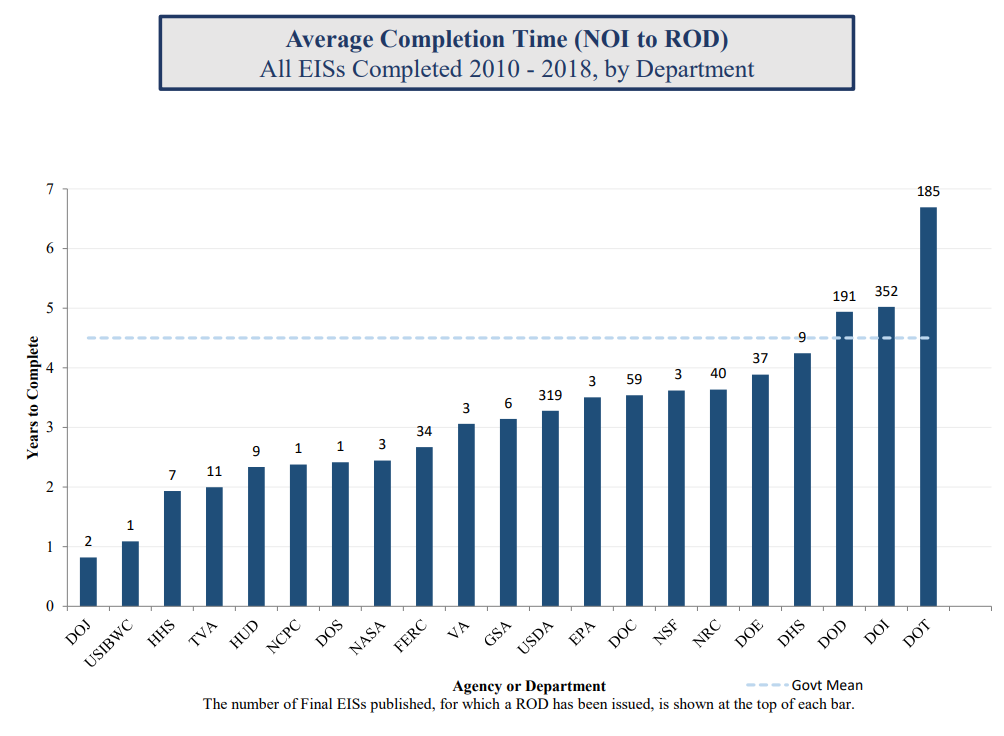 Average Completion Time (NOI to ROD)
All EISs Completed 2010 - 2018, by Department
7
6
5
4
3
2
1
0
Years to Complete
2
1
7
11
9
1
1
3
34
3
6
319
3
59
3
40
37
9
191
352
185
DOJ
USIBWC
HHS
TVA
HUD
NCPC
DOS
NASA
FERC
VA
GSA
USDA
EPA
DOC
NSF
NRC
DOE
DHS
DOD
DOI
DOT
Agency or Department
Govt Mean
The number of Final EISs published, for which a ROD has been issued, is shown at the top of each bar.